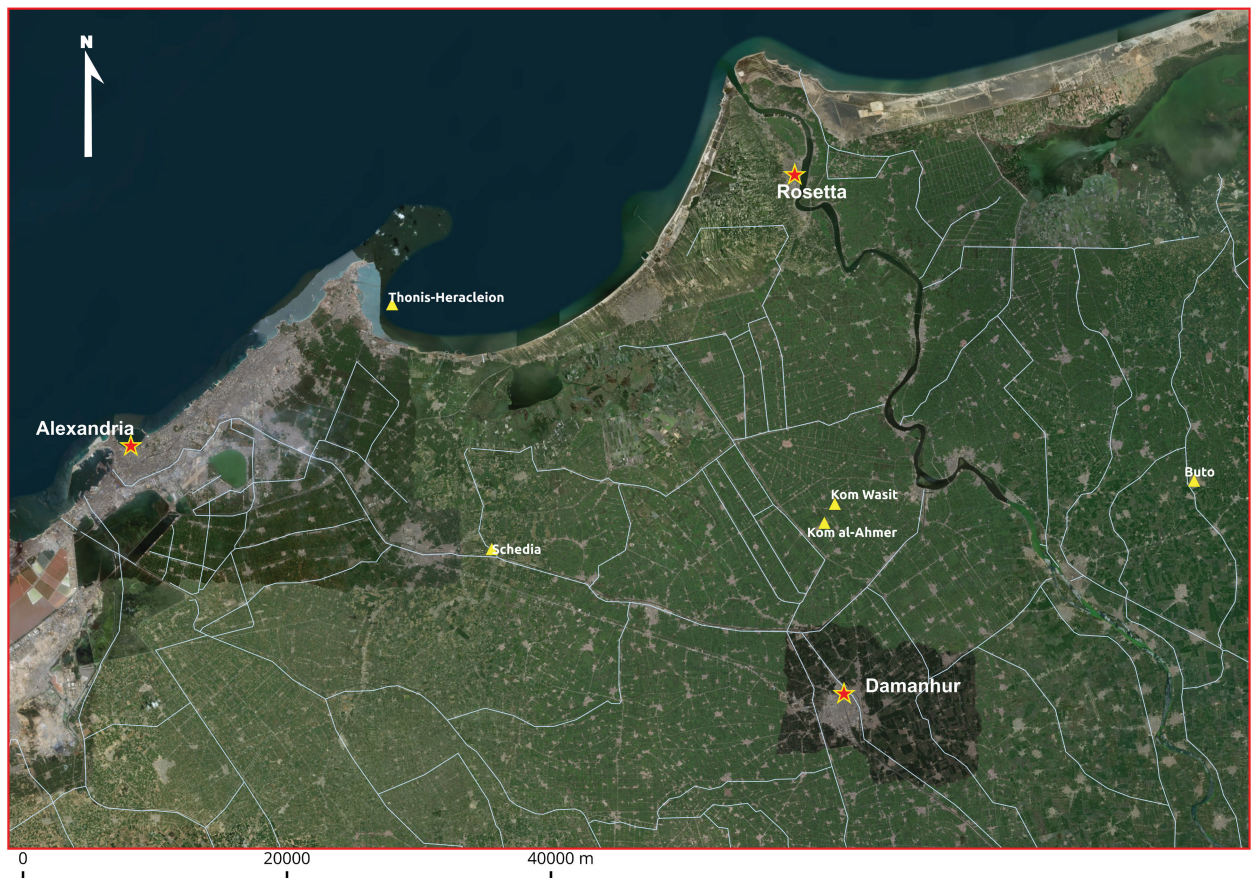 N
Rosetta
Thonis-Heracleion
Alexandria
Buto
Kom Wasit
Kom al-Ahmer
Schedia
Damanhur
0 20000 40000 m